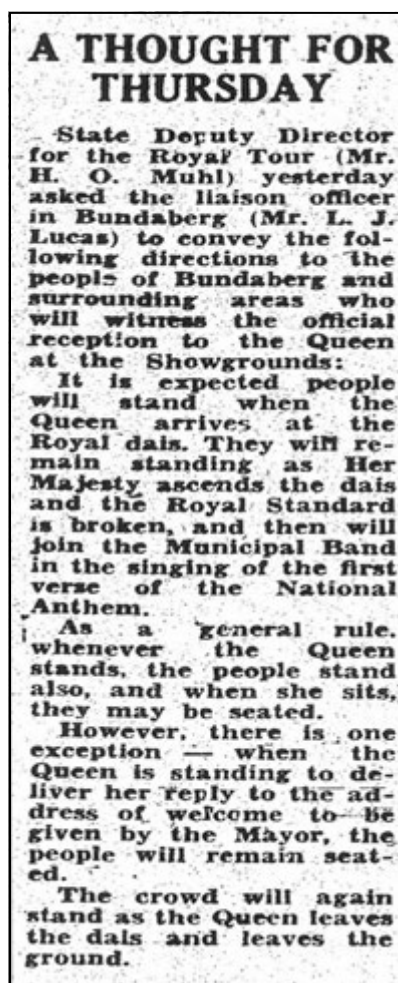 A THOUGHT FOR
THURSDAY
State Deputy Director
for the Royal Tour (Mr.
H. O. Muhl) yesterday
asked the liaison officer
in Bundaberg (Mr. L. J.
Lucas) to convey the fol-
lowing directions to the
people of Bundaberg and
surrounding areas who
will witness the official
reception to the Queen
at the Showgrounds:
It is expected people
will stand when the
Queen arrives at the
Royal dais. They will re-
main standing as Her
Majesty ascends the dais
and the Royal Standard
is broken, and then will
join the Municipal Band
in the singing of the first
verse of the National
Anthem.
As a general rule,
whenever the Queen
stands, the people stand
also, and when she sits,
they may be seated.
However, there is one
exception — when the
Queen is standing to de-
liver her reply to the ad-
dress of welcome to be
given by the Mayor, the
people will remain seat-
ed.
The crowd will again
stand as the Queen leaves
the dais and leaves the
ground.